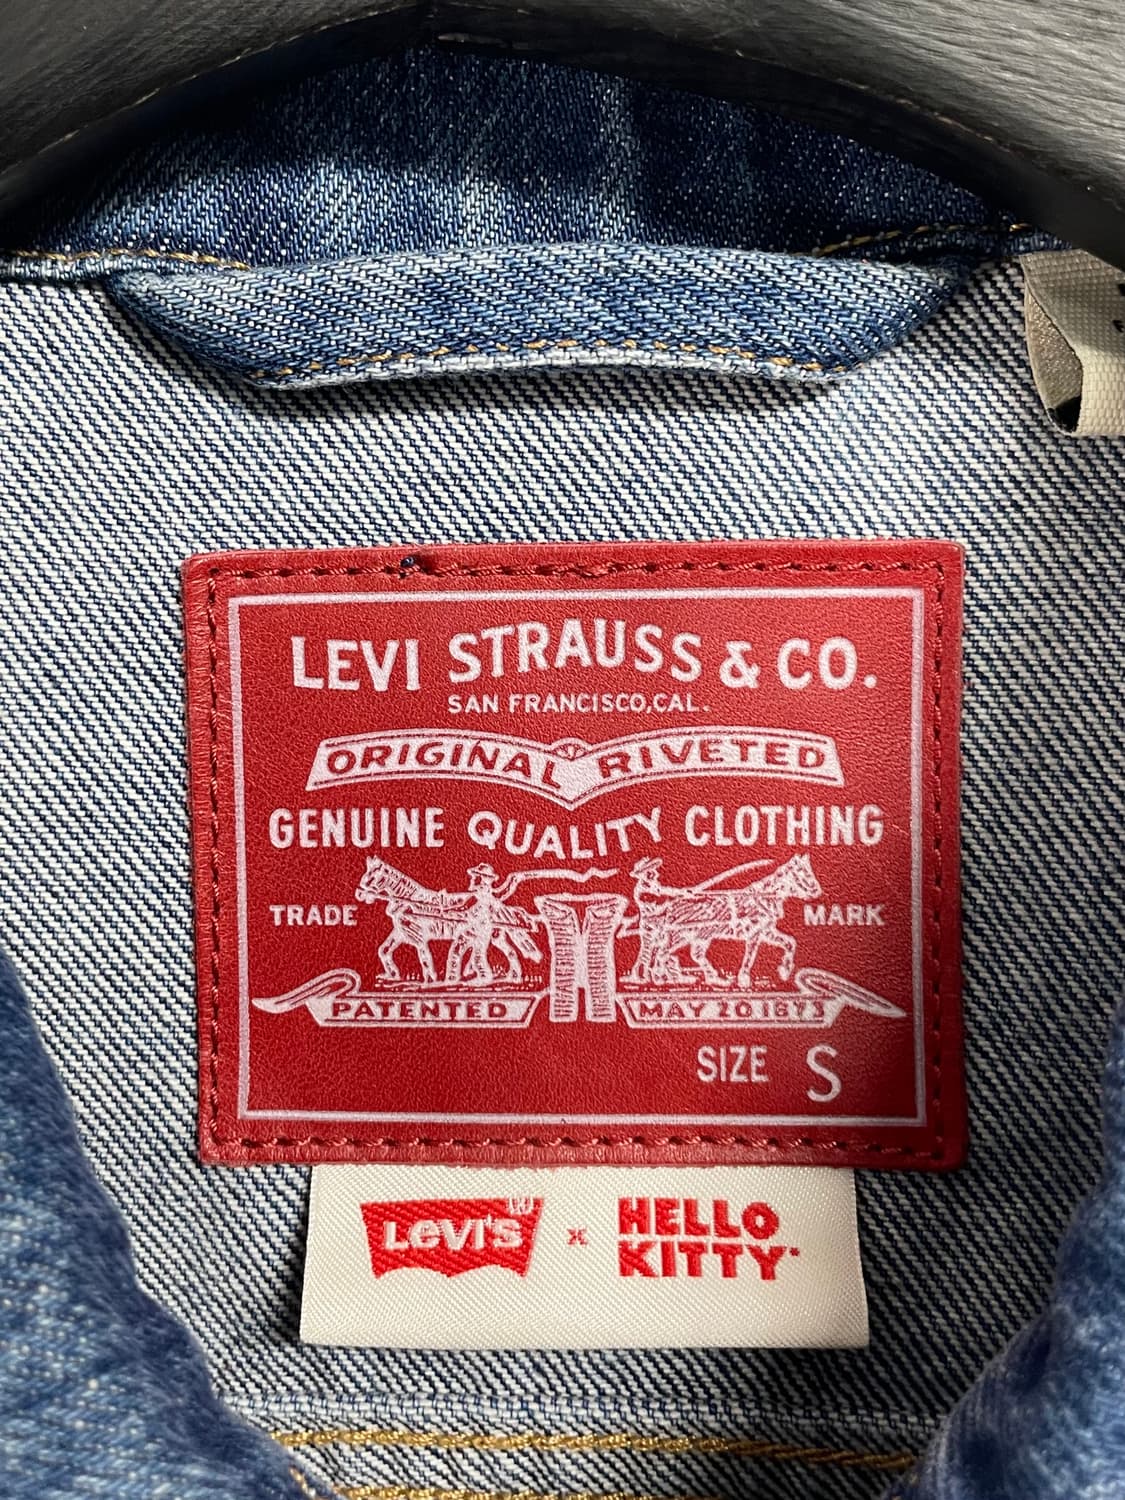 LEVI STRAUSS & CO.
SAN FRANCISCO, CAL.
ORIGINAL RIVETED
GENUINE QUALITY CLOTHING
TRADE MARK
PATENTED MAY 20 1873
SIZE S
Levi's ® x HELLO
KITTY